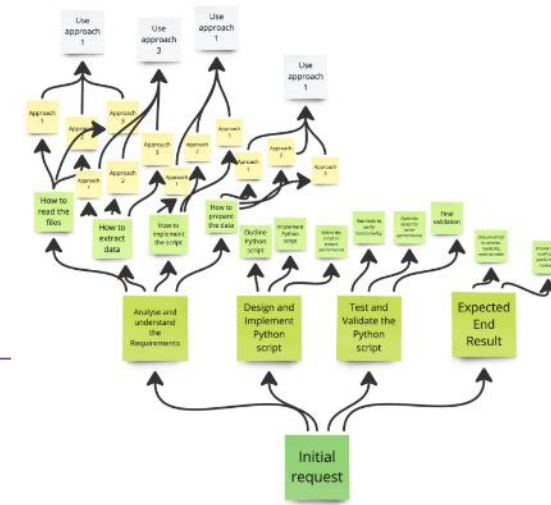 Use
approach
1
Use
approach
3
Use
approach
1
Use
approach
1
Approach
1
Approach
3
Approach
1
Approach
2
Approach
3
Approach
1
Approach
2
Approach
1
Approach
1
Approach
2
Approach
3
How to
read the
files
How to
extract
data
How to
implement
the script
How to
prepare
the data
Outline
Python
script
Implement
Python
script
Final
validation
Analyse and
understand
the
Requirements
Design and
Implement
Python
script
Test and
Validate the
Python
script
Expected
End
Result
Initial
request